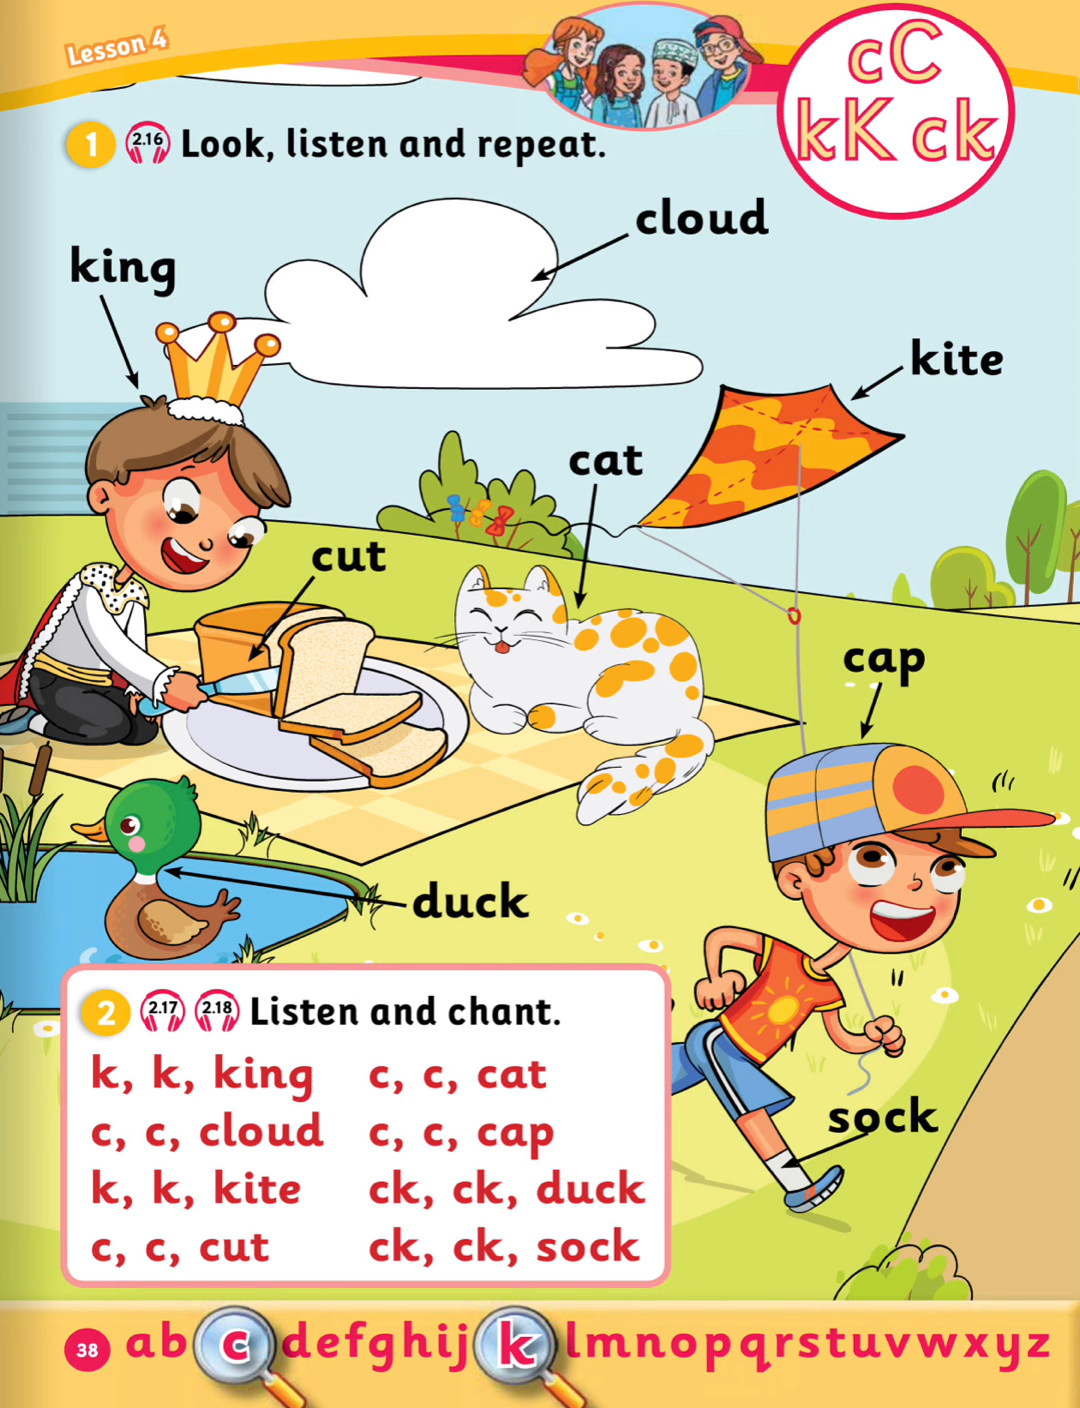 Lesson 4
cC
kK ck
1 2.16 Look, listen and repeat.
cloud
king
kite
cat
cut
cap
duck
sock
2 2.17 2.18 Listen and chant.
k, k, king c, c, cat
c, c, cloud c, c, cap
k, k, kite ck, ck, duck
c, c, cut ck, ck, sock
38 a b c d e f g h i j k l m n o p q r s t u v w x y z